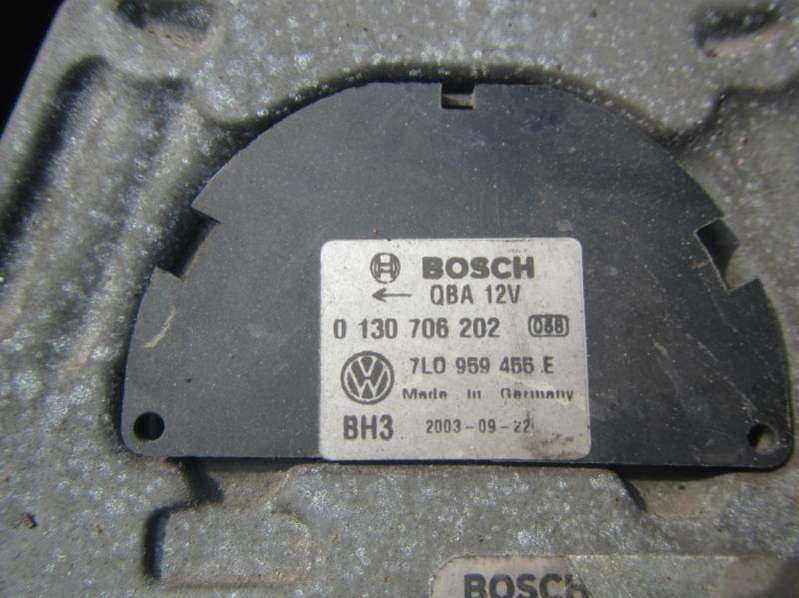 BOSCH
← QBA 12V
0 130 706 202 088
7L0 959 455 E
Made in Germany
BH3 2003-09-22
BOSCH